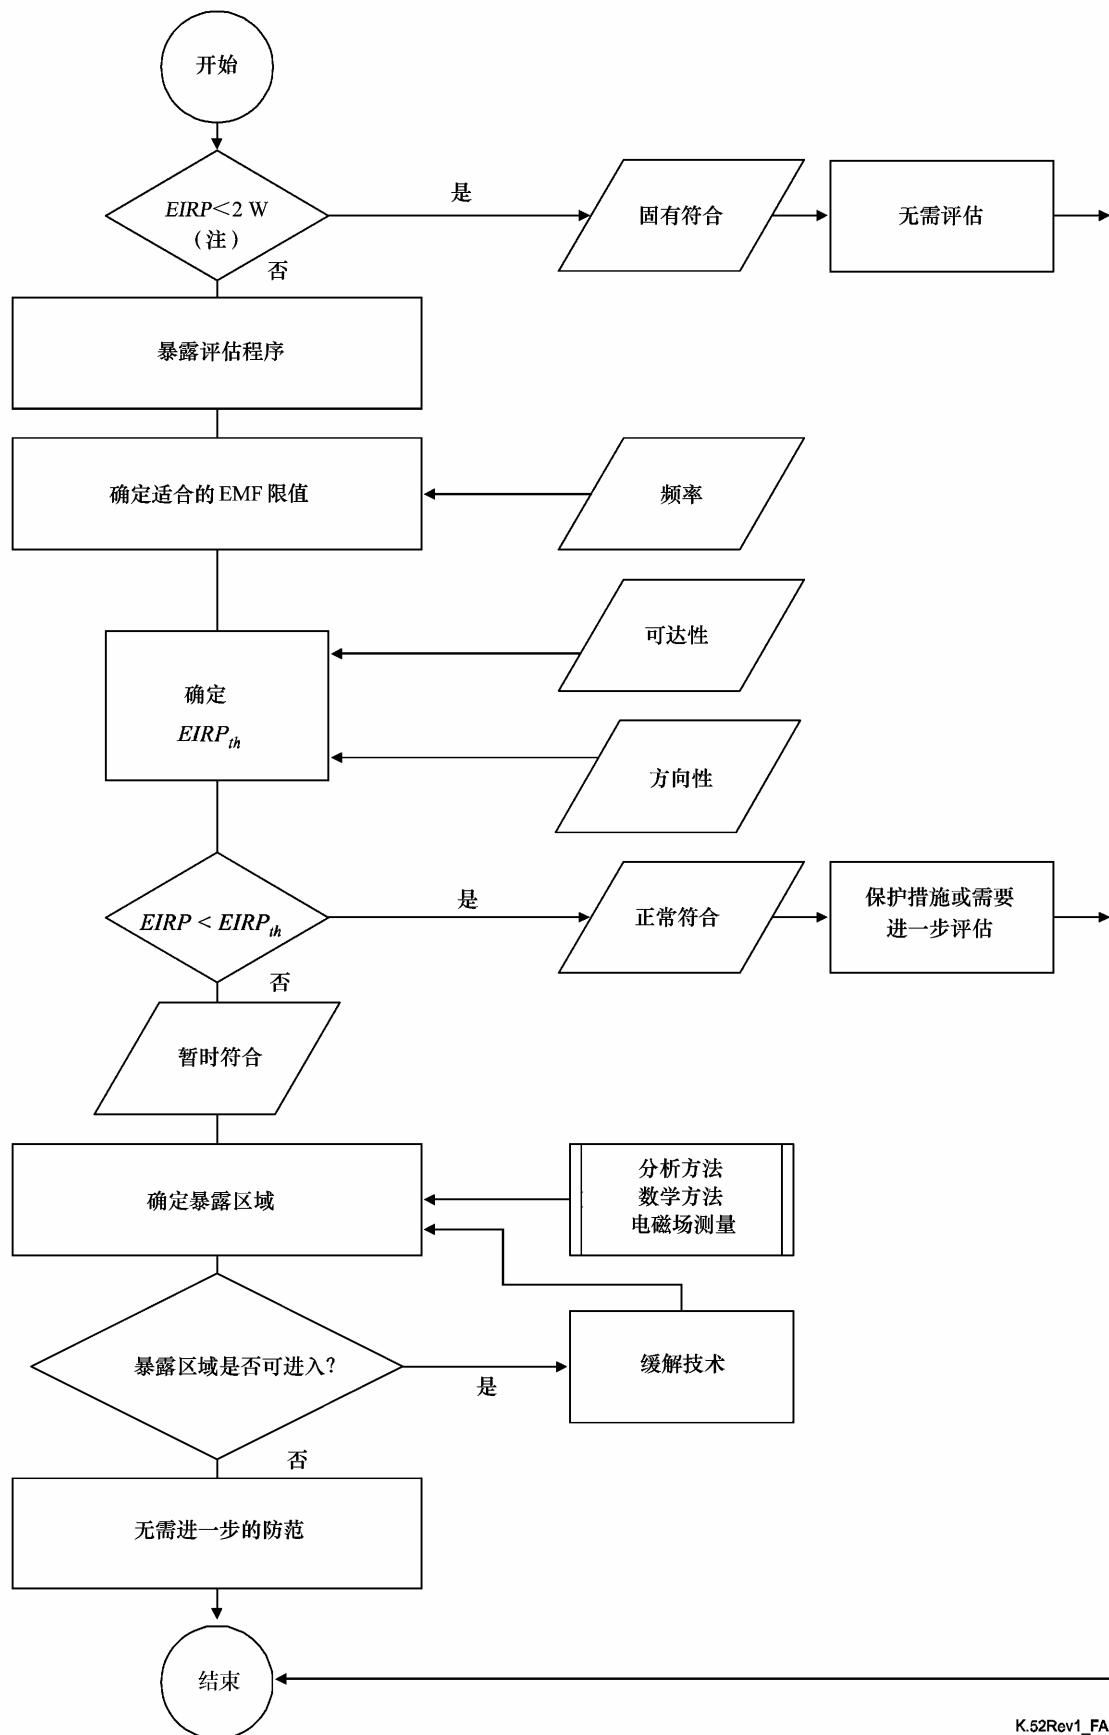 开始
EIRP<2 W
（注）
是
固有符合
无需评估
否
暴露评估程序
确定适合的 EMF 限值
频率
可达性
确定
EIRPth
方向性
EIRP < EIRPth
是
正常符合
保护措施或需要
进一步评估
否
暂时符合
确定暴露区域
分析方法
数学方法
电磁场测量
暴露区域是否可进入?
是
缓解技术
否
无需进一步的防范
结束
K.52Rev1_FA